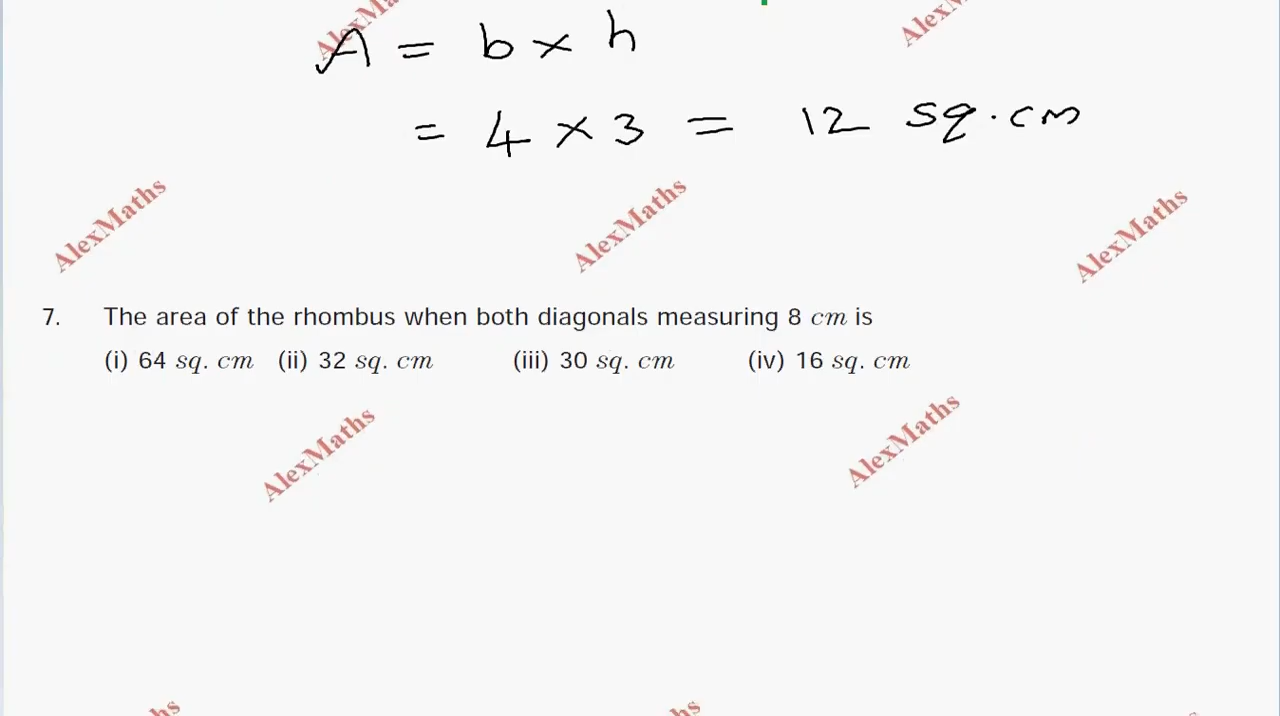 A = b × h
= 4 × 3 = 12 sq.cm
AlexMaths AlexMaths AlexMaths
AlexMaths AlexMaths
7. The area of the rhombus when both diagonals measuring 8 cm is
(i) 64 sq. cm (ii) 32 sq. cm (iii) 30 sq. cm (iv) 16 sq. cm
AlexMaths AlexMaths